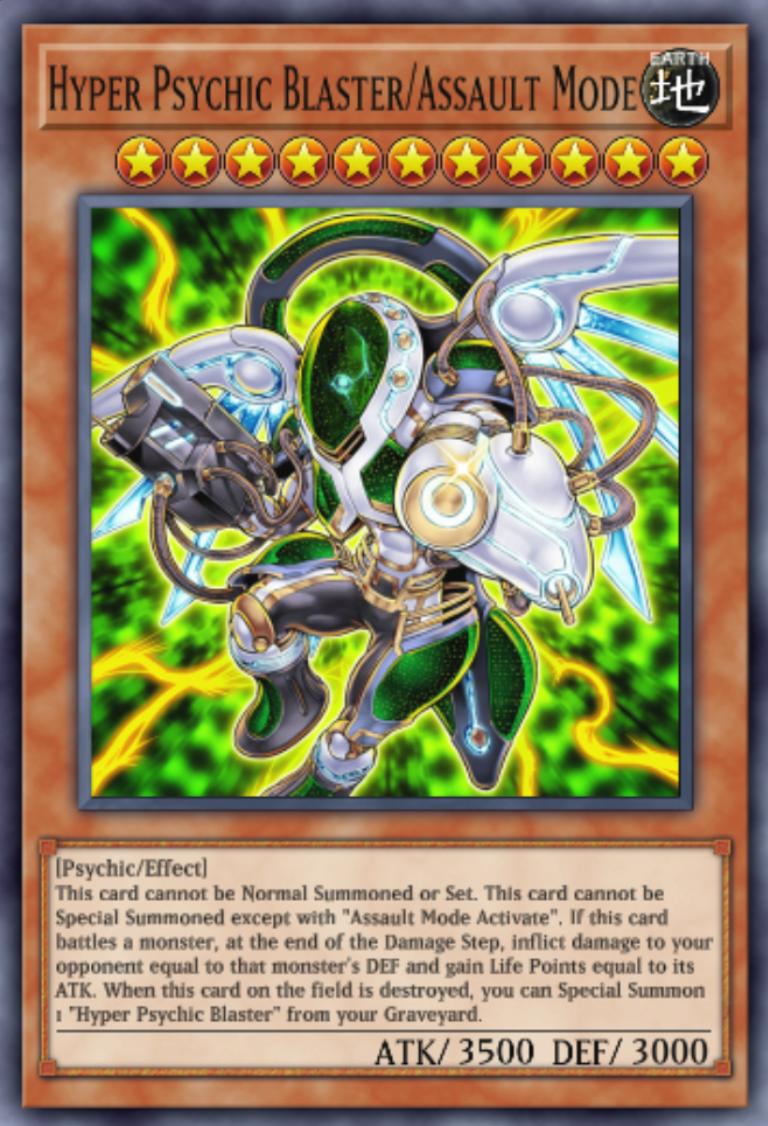 HYPER PSYCHIC BLASTER/ASSAULT MODE
EARTH
地
[Psychic/Effect]
This card cannot be Normal Summoned or Set. This card cannot be
Special Summoned except with "Assault Mode Activate". If this card
battles a monster, at the end of the Damage Step, inflict damage to your
opponent equal to that monster's DEF and gain Life Points equal to its
ATK. When this card on the field is destroyed, you can Special Summon
1 "Hyper Psychic Blaster" from your Graveyard.
ATK/ 3500 DEF/ 3000